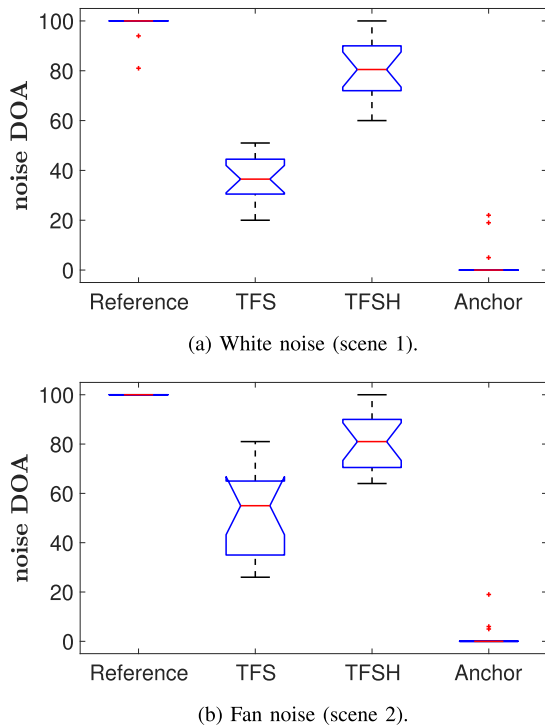 100
80
60
40
20
0
noise DOA
Reference TFS TFSH Anchor
(a) White noise (scene 1).
100
80
60
40
20
0
noise DOA
Reference TFS TFSH Anchor
(b) Fan noise (scene 2).